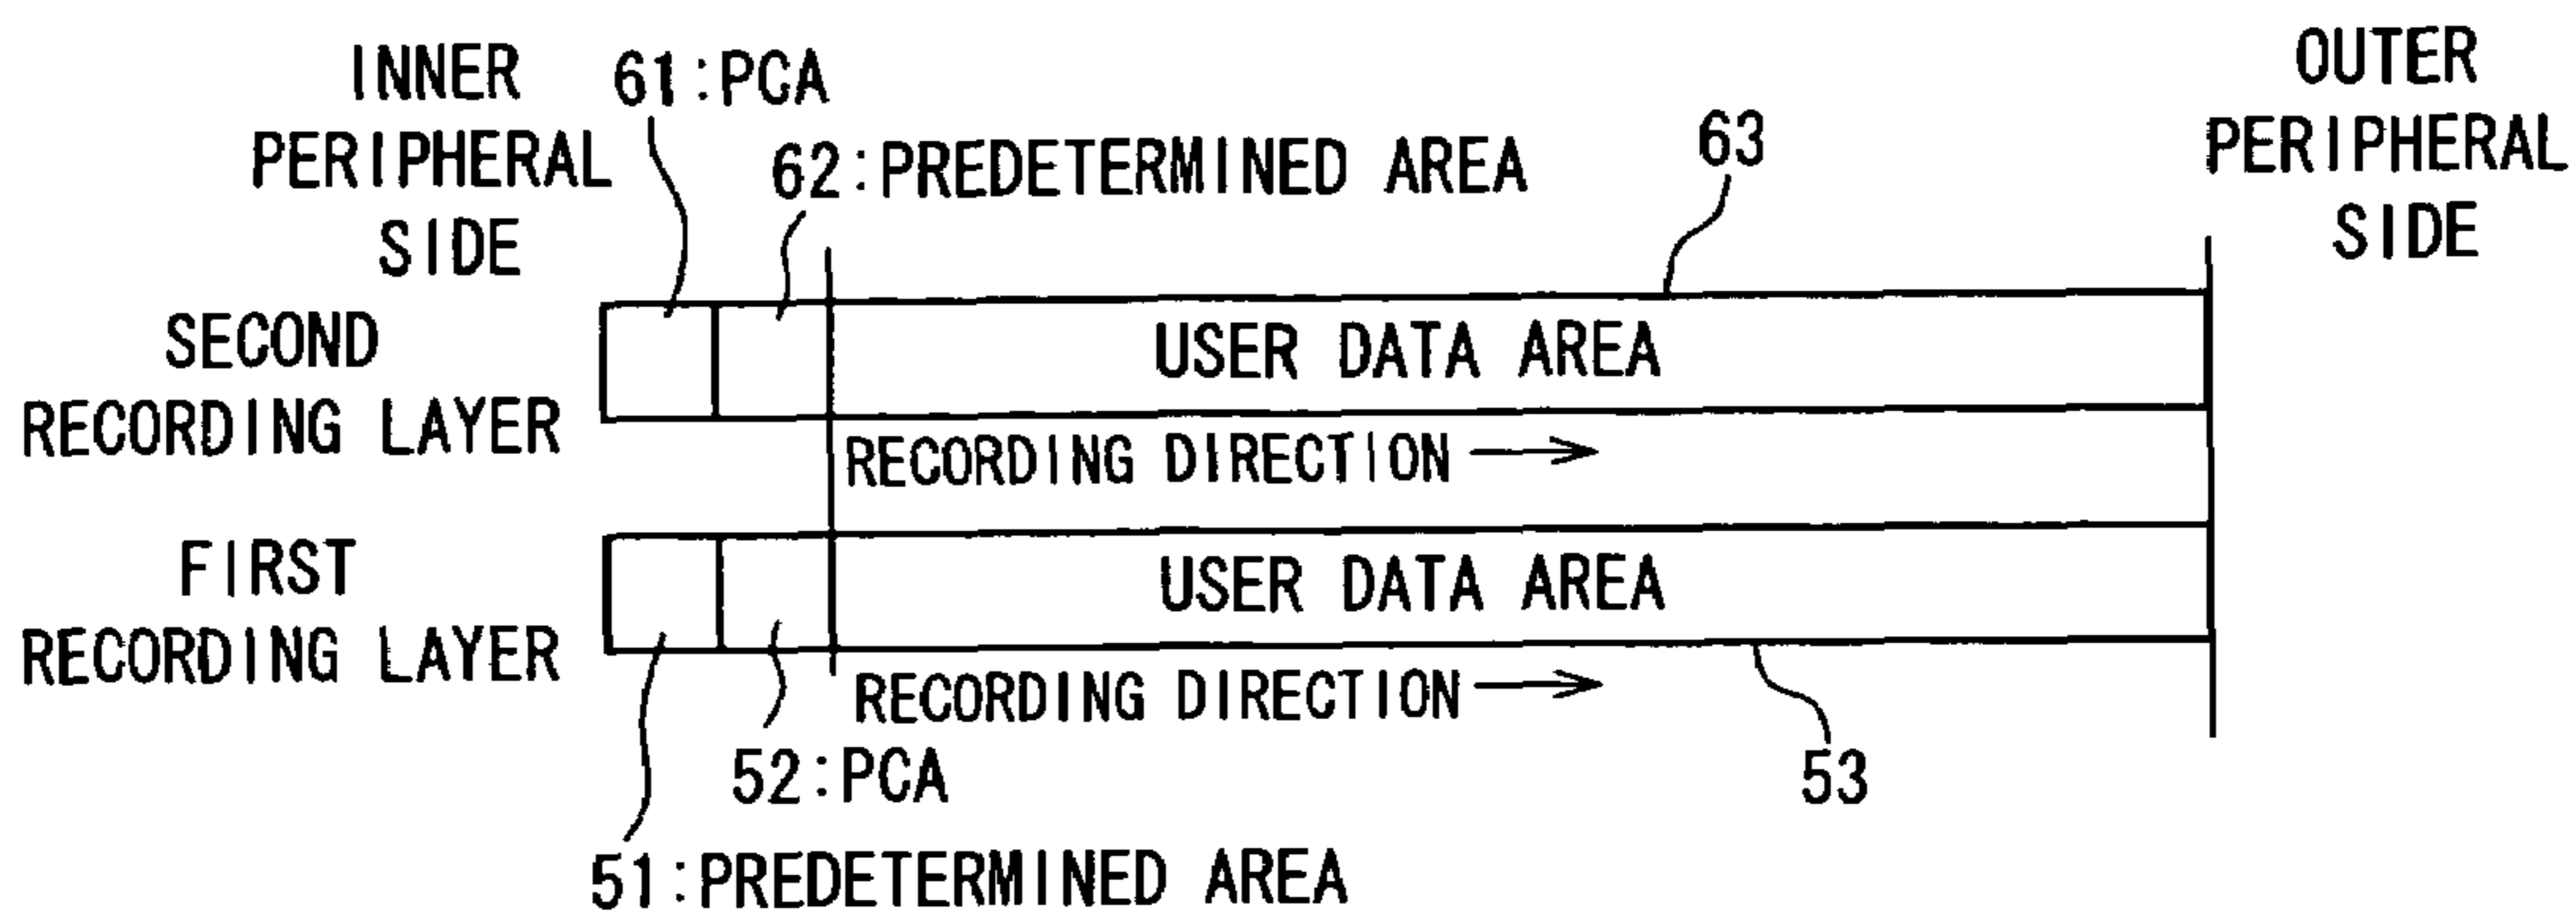 INNER
PERIPHERAL
SIDE
61:PCA
62:PREDETERMINED AREA
63
OUTER
PERIPHERAL
SIDE
SECOND
RECORDING LAYER
USER DATA AREA
RECORDING DIRECTION →
FIRST
RECORDING LAYER
USER DATA AREA
RECORDING DIRECTION →
52:PCA
53
51:PREDETERMINED AREA